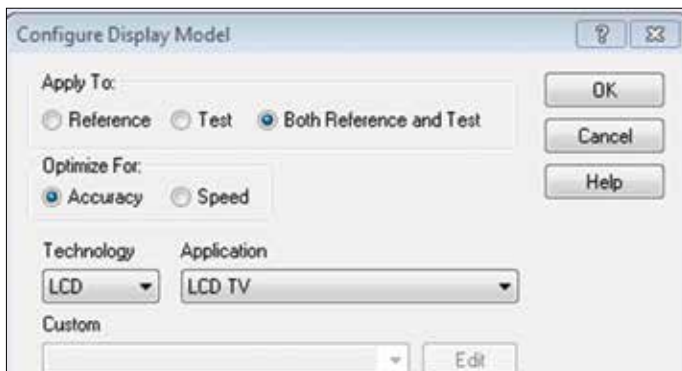 Configure Display Model
Apply To:
Reference Test Both Reference and Test
OK
Cancel
Optimize For:
Accuracy Speed
Help
Technology Application
LCD LCD TV
Custom
Edit